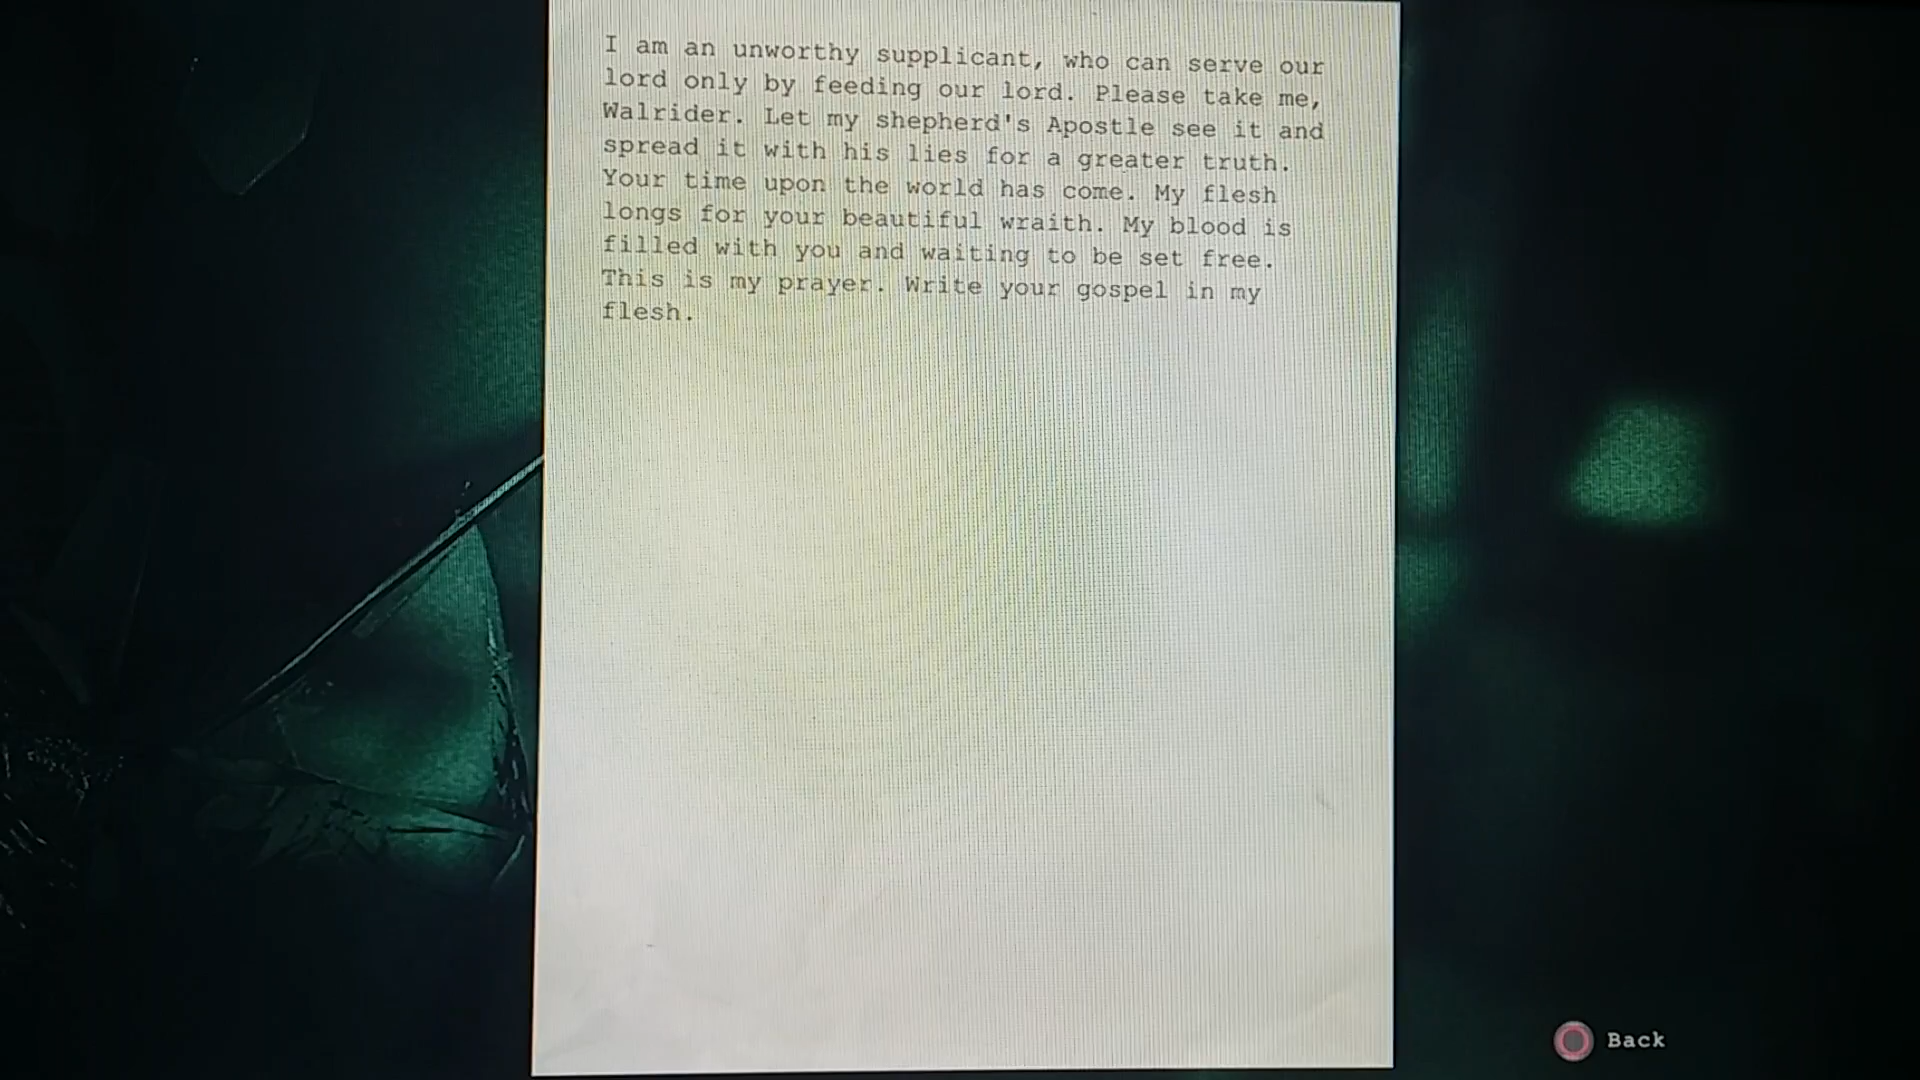 I am an unworthy supplicant, who can serve our
lord only by feeding our lord. Please take me,
Walrider. Let my shepherd's Apostle see it and
spread it with his lies for a greater truth.
Your time upon the world has come. My flesh
longs for your beautiful wraith. My blood is
filled with you and waiting to be set free.
This is my prayer. Write your gospel in my
flesh.
Back